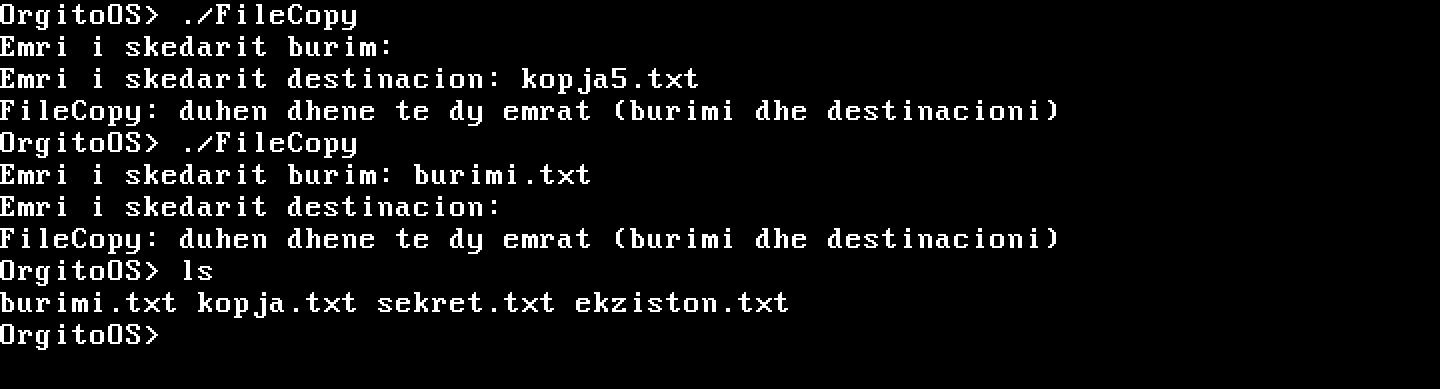 OrgitoOS> ./FileCopy
Emri i skedarit burim:
Emri i skedarit destinacion: kopja5.txt
FileCopy: duhen dhene te dy emrat (burimi dhe destinacioni)
OrgitoOS> ./FileCopy
Emri i skedarit burim: burimi.txt
Emri i skedarit destinacion:
FileCopy: duhen dhene te dy emrat (burimi dhe destinacioni)
OrgitoOS> ls
burimi.txt kopja.txt sekret.txt ekziston.txt
OrgitoOS>